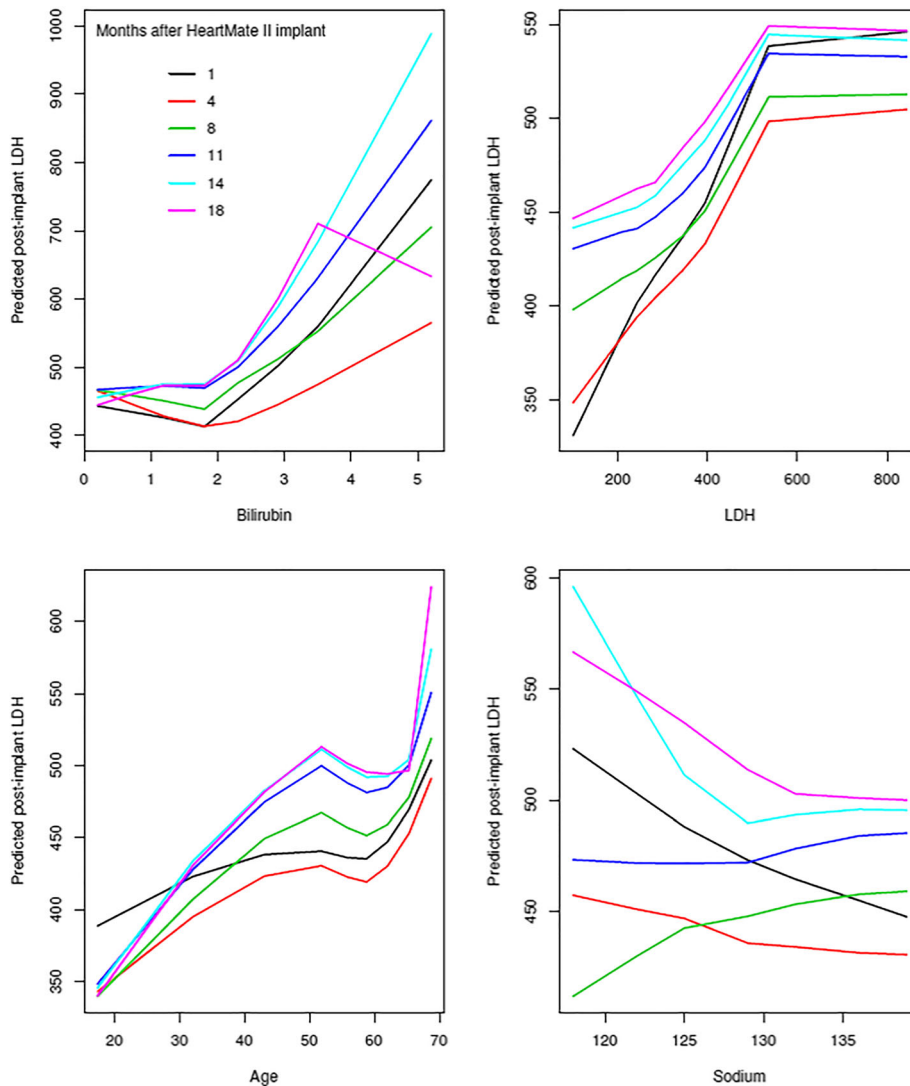 Months after HeartMate II implant
1
4
8
11
14
18
Predicted post-implant LDH
400 500 600 700 800 900 1000
0 1 2 3 4 5
Bilirubin
Predicted post-implant LDH
350 400 450 500 550
200 400 600 800
LDH
Predicted post-implant LDH
350 400 450 500 550 600
20 30 40 50 60 70
Age
Predicted post-implant LDH
450 500 550 600
120 125 130 135
Sodium